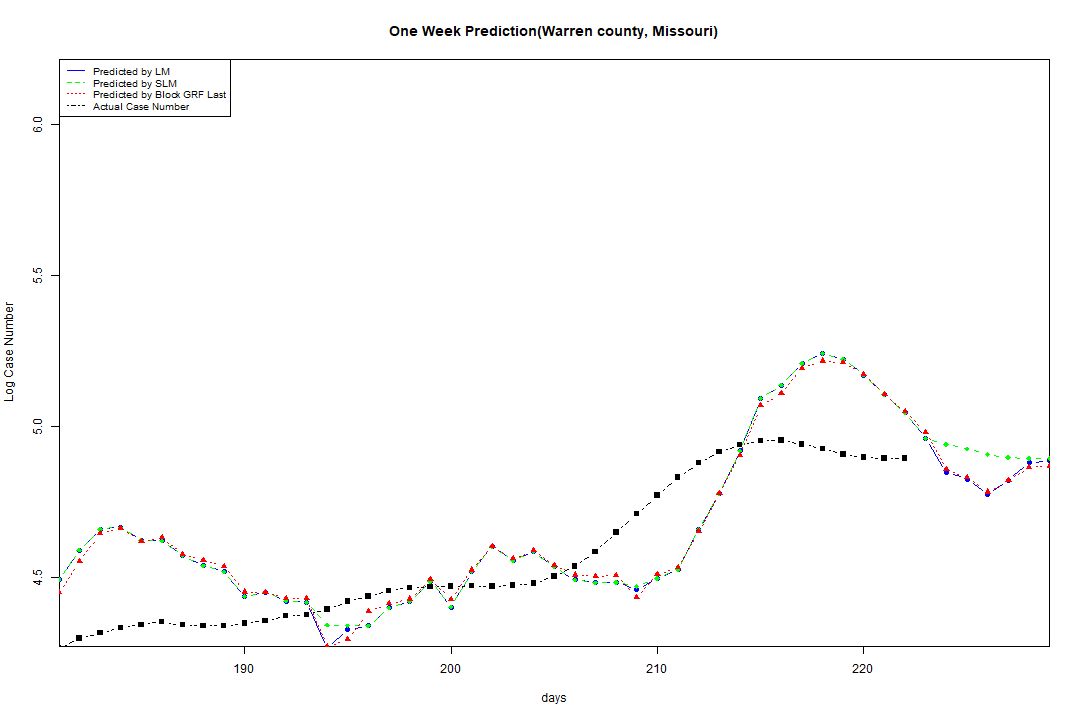 One Week Prediction(Warren county, Missouri)
Predicted by LM
Predicted by SLM
Predicted by Block GRF Last
Actual Case Number
6.0
5.5
5.0
4.5
Log Case Number
190 200 210 220
days